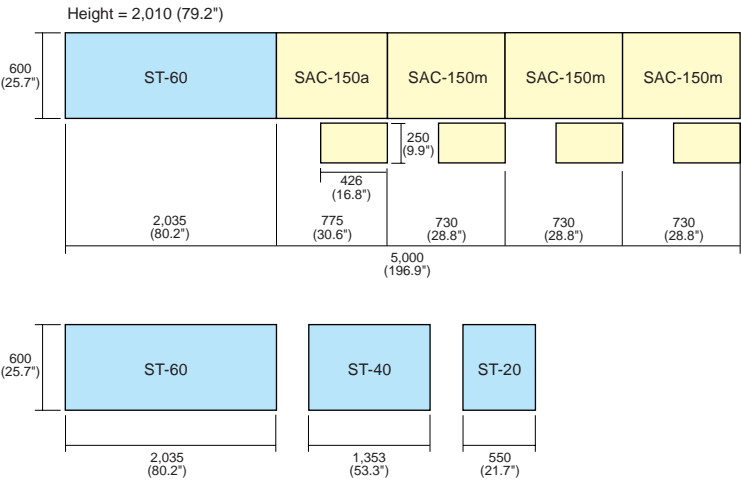 Height = 2,010 (79.2")
600
(25.7")
ST-60
SAC-150a
SAC-150m
SAC-150m
SAC-150m
250
(9.9")
426
(16.8")
2,035
(80.2")
775
(30.6")
730
(28.8")
730
(28.8")
730
(28.8")
5,000
(196.9")
600
(25.7")
ST-60
ST-40
ST-20
2,035
(80.2")
1,353
(53.3")
550
(21.7")